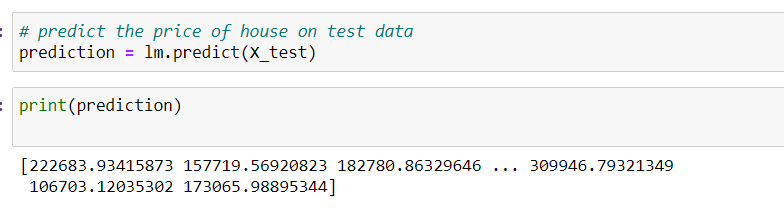 # predict the price of house on test data
prediction = lm.predict(X_test)
print(prediction)
[222683.93415873 157719.56920823 182780.86329646 ... 309946.79321349
106703.12035302 173065.98895344]